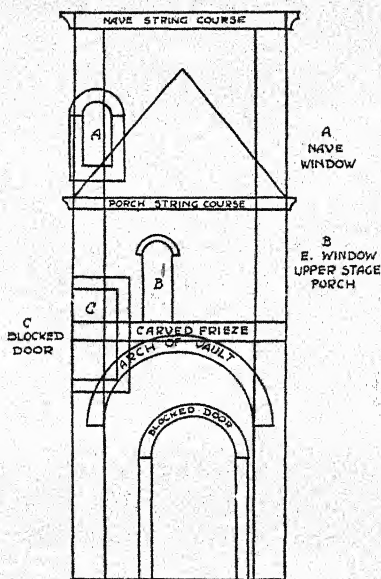 NAVE STRING COURSE
A
A
NAVE
WINDOW
PORCH STRING COURSE
B
E. WINDOW
UPPER STAGE
PORCH
B
C
C
BLOCKED
DOOR
CARVED FRIEZE
ARCH OF VAULT
BLOCKED DOOR